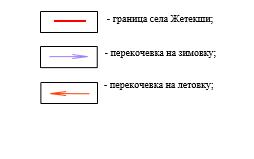 - граница села Жетекши;
- перекочевка на зимовку;
- перекочевка на летовку;